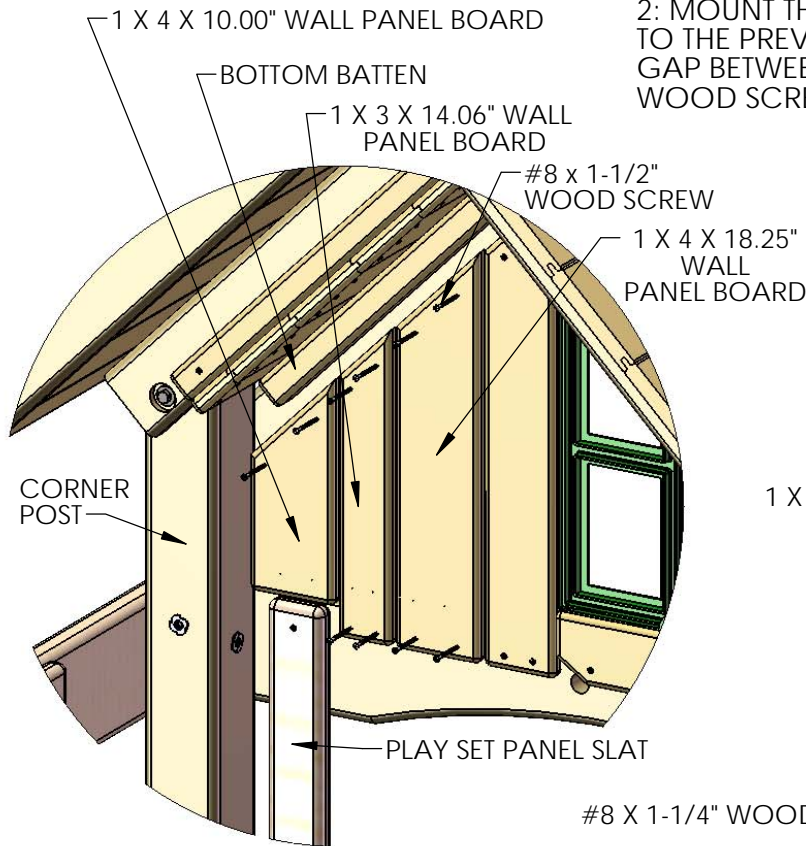 1 X 4 X 10.00" WALL PANEL BOARD
2: MOUNT TH
TO THE PREV
GAP BETWEE
WOOD SCRE
BOTTOM BATTEN
1 X 3 X 14.06" WALL
PANEL BOARD
#8 x 1-1/2"
WOOD SCREW
1 X 4 X 18.25"
WALL
PANEL BOARD
CORNER
POST
1 X
PLAY SET PANEL SLAT
#8 X 1-1/4" WOOD